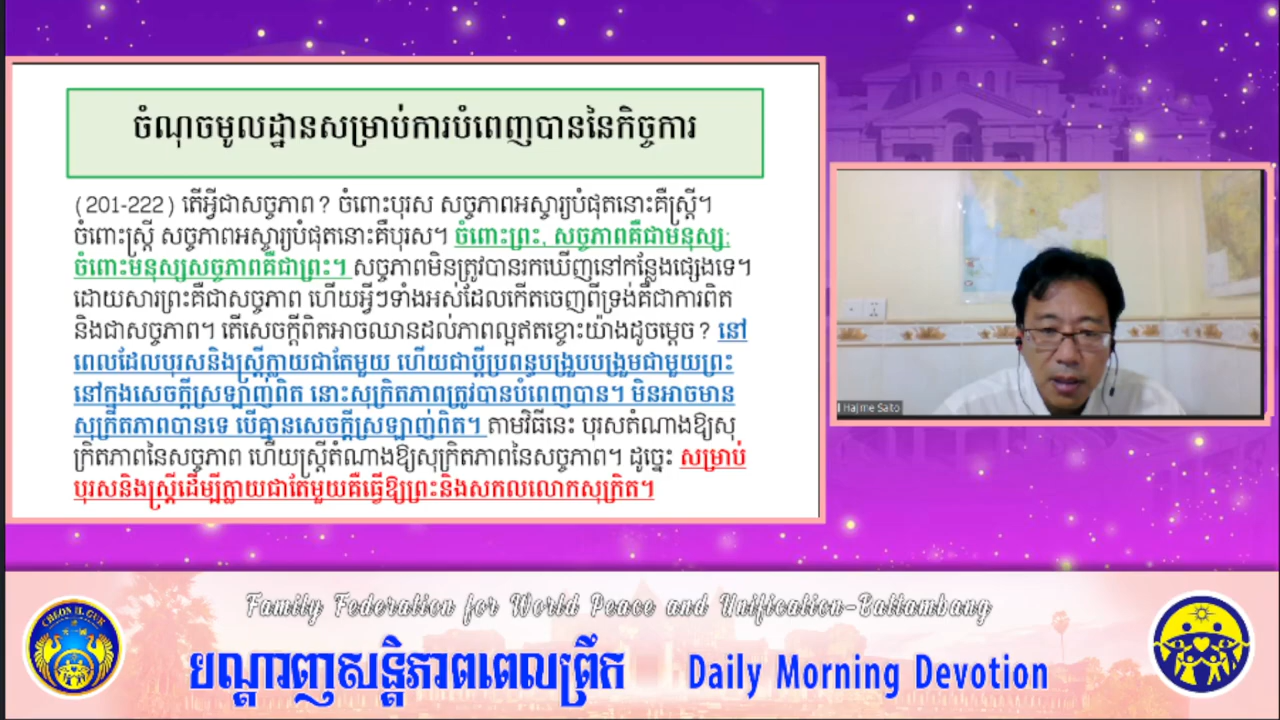 ចំណុចមូលដ្ឋានសម្រាប់ការបំពេញបាននៃកិច្ចការ
(201-222) តើអ្វីជាសច្ចភាព? ចំពោះបុរស សច្ចភាពអស្ចារ្យបំផុតនោះគឺស្ត្រី។
ចំពោះស្ត្រី សច្ចភាពអស្ចារ្យបំផុតនោះគឺបុរស។ ចំពោះព្រះ, សច្ចភាពគឺជាមនុស្ស;
ចំពោះមនុស្សសច្ចភាពគឺជាព្រះ។ សច្ចភាពមិនត្រូវបានរកឃើញនៅកន្លែងផ្សេងទេ។
ដោយសារព្រះគឺជាសច្ចភាព ហើយអ្វីៗទាំងអស់ដែលកើតចេញពីទ្រង់គឺជាការពិត
និងជាសច្ចភាព។ តើសេចក្តីពិតអាចឈានដល់ភាពល្អឥតខ្ចោះយ៉ាងដូចម្តេច? នៅ
ពេលដែលបុរសនិងស្ត្រីក្លាយជាតែមួយ ហើយជាប្តីប្រពន្ធបង្រួបបង្រួមជាមួយព្រះ
នៅក្នុងសេចក្តីស្រឡាញ់ពិត នោះសុក្រិតភាពត្រូវបានបំពេញបាន។ មិនអាចមាន
សុក្រិតភាពបានទេ បើគ្មានសេចក្តីស្រឡាញ់ពិត។ តាមវិធីនេះ បុរសតំណាងឱ្យសុ
ក្រិតភាពនៃសច្ចភាព ហើយស្ត្រីតំណាងឱ្យសុក្រិតភាពនៃសច្ចភាព។ ដូច្នេះ សម្រាប់
បុរសនិងស្ត្រីដើម្បីក្លាយជាតែមួយគឺធ្វើឱ្យព្រះនិងសកលលោកសុក្រិត។
Hajime Sato
Family Federation for World Peace and Unification-Battambang
CHEON IL GUK
បណ្តាញសន្តិភាពពេលព្រឹក Daily Morning Devotion